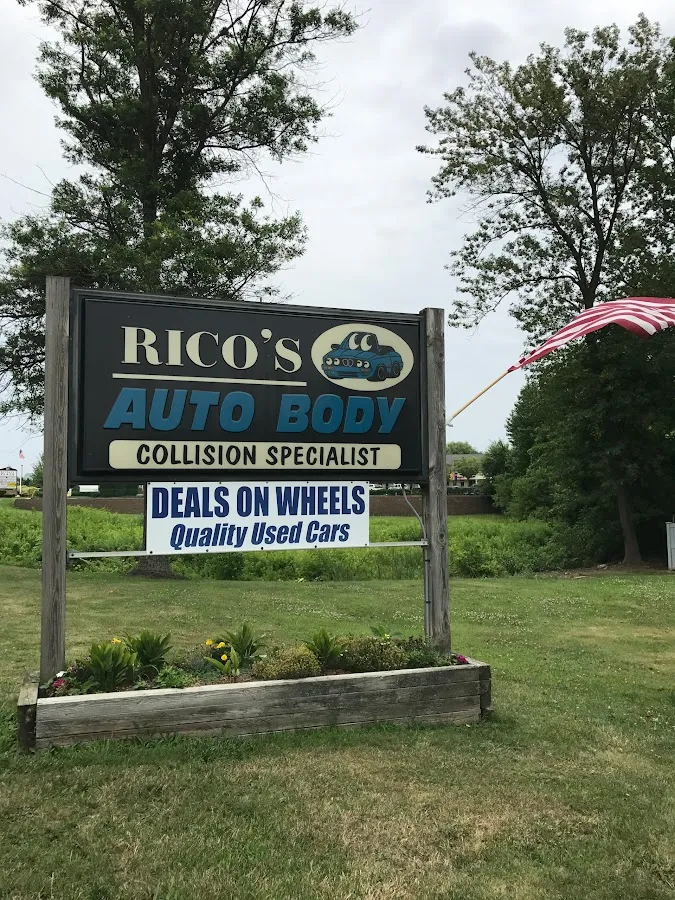 RICO'S
AUTO BODY
COLLISION SPECIALIST
DEALS ON WHEELS
Quality Used Cars